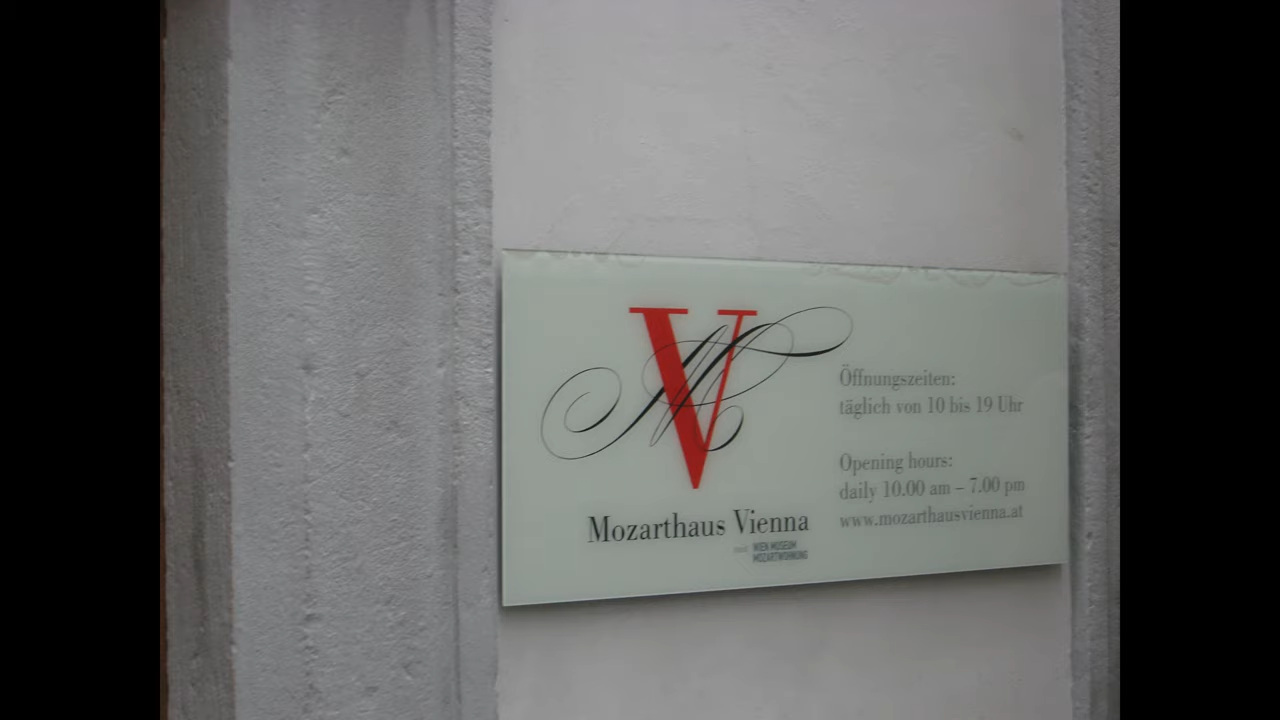 V
M
Mozarthaus Vienna
WIEN MUSEUM
MOZARTWOHNUNG
Öffnungszeiten:
täglich von 10 bis 19 Uhr
Opening hours:
daily 10.00 am – 7.00 pm
www.mozarthausvienna.at